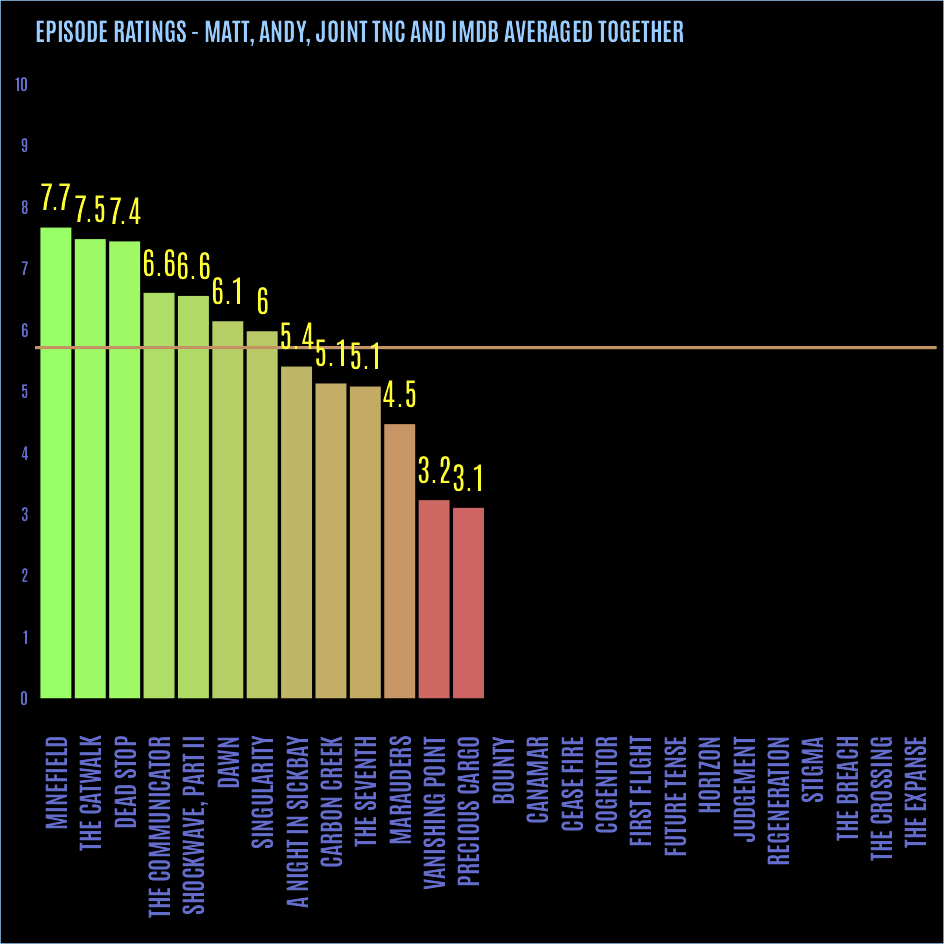 EPISODE RATINGS - MATT, ANDY, JOINT TNC AND IMDB AVERAGED TOGETHER
10
9
8
7
6
5
4
3
2
1
0
7.7
7.5
7.4
6.6
6.6
6.1
6
5.4
5.1
5.1
4.5
3.2
3.1
MINEFIELD
THE CATWALK
DEAD STOP
THE COMMUNICATOR
SHOCKWAVE, PART II
DAWN
SINGULARITY
A NIGHT IN SICKBAY
CARBON CREEK
THE SEVENTH
MARAUDERS
VANISHING POINT
PRECIOUS CARGO
BOUNTY
CANAMAR
CEASE FIRE
COGENITOR
FIRST FLIGHT
FUTURE TENSE
HORIZON
JUDGEMENT
REGENERATION
STIGMA
THE BREACH
THE CROSSING
THE EXPANSE